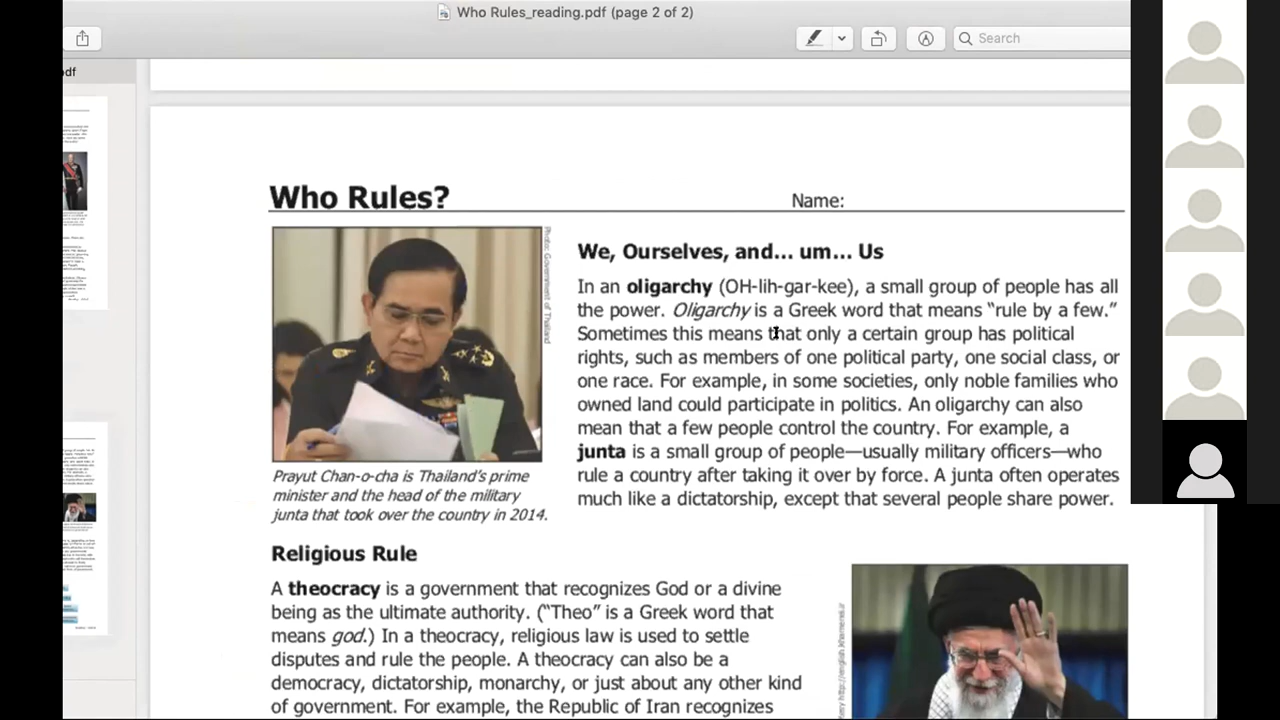 Who Rules_reading.pdf (page 2 of 2)
Search
df
Who Rules?
Name:
Photo: Government of Thailand
We, Ourselves, and... um... Us
In an oligarchy (OH-lih-gar-kee), a small group of people has all
the power. Oligarchy is a Greek word that means “rule by a few.”
Sometimes this means that only a certain group has political
rights, such as members of one political party, one social class, or
one race. For example, in some societies, only noble families who
owned land could participate in politics. An oligarchy can also
mean that a few people control the country. For example, a
junta is a small group of people—usually military officers—who
rule a country after taking it over by force. A junta often operates
much like a dictatorship, except that several people share power.
Prayut Chan-o-cha is Thailand’s prime
minister and the head of the military
junta that took over the country in 2014.
Religious Rule
A theocracy is a government that recognizes God or a divine
being as the ultimate authority. (“Theo” is a Greek word that
means god.) In a theocracy, religious law is used to settle
disputes and rule the people. A theocracy can also be a
democracy, dictatorship, monarchy, or just about any other kind
of government. For example, the Republic of Iran recognizes
http://english.khamenei.ir